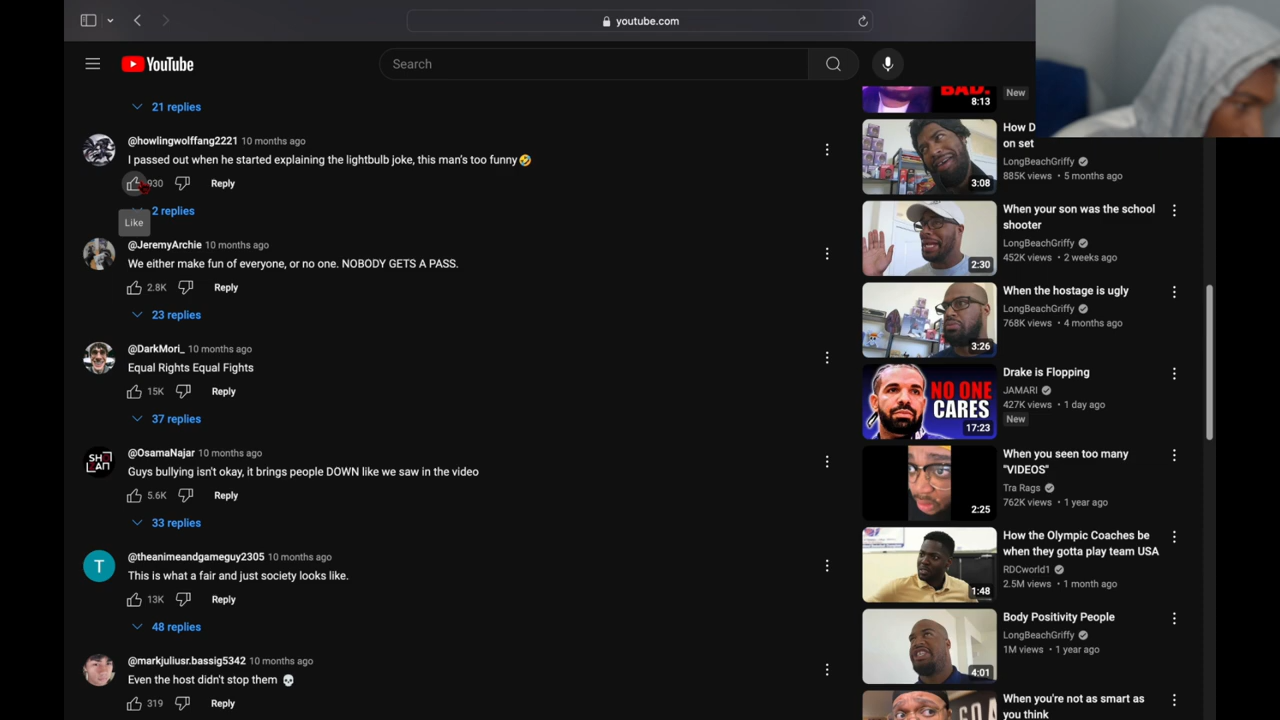 youtube.com
YouTube
Search
21 replies
@howlingwolffang2221 10 months ago
I passed out when he started explaining the lightbulb joke, this man's too funny🤣
930 Reply
Like
2 replies
@JeremyArchie 10 months ago
We either make fun of everyone, or no one. NOBODY GETS A PASS.
2.8K Reply
23 replies
@DarkMori_ 10 months ago
Equal Rights Equal Fights
15K Reply
37 replies
@OsamaNajar 10 months ago
Guys bullying isn't okay, it brings people DOWN like we saw in the video
5.6K Reply
33 replies
@theanimeandgameguy2305 10 months ago
T
This is what a fair and just society looks like.
13K Reply
48 replies
@markjuliusr.bassig5342 10 months ago
Even the host didn't stop them 💀
319 Reply
BAD.
8:13
New
How D
on set
LongBeachGriffy
885K views • 5 months ago
3:08
When your son was the school
shooter
LongBeachGriffy
452K views • 2 weeks ago
2:30
When the hostage is ugly
LongBeachGriffy
768K views • 4 months ago
3:26
Drake is Flopping
JAMARI
427K views • 1 day ago
New
NO ONE
CARES
17:23
When you seen too many
"VIDEOS"
Tra Rags
762K views • 1 year ago
2:25
How the Olympic Coaches be
when they gotta play team USA
RDCworld1
2.5M views • 1 month ago
1:48
Body Positivity People
LongBeachGriffy
1M views • 1 year ago
4:01
When you're not as smart as
you think